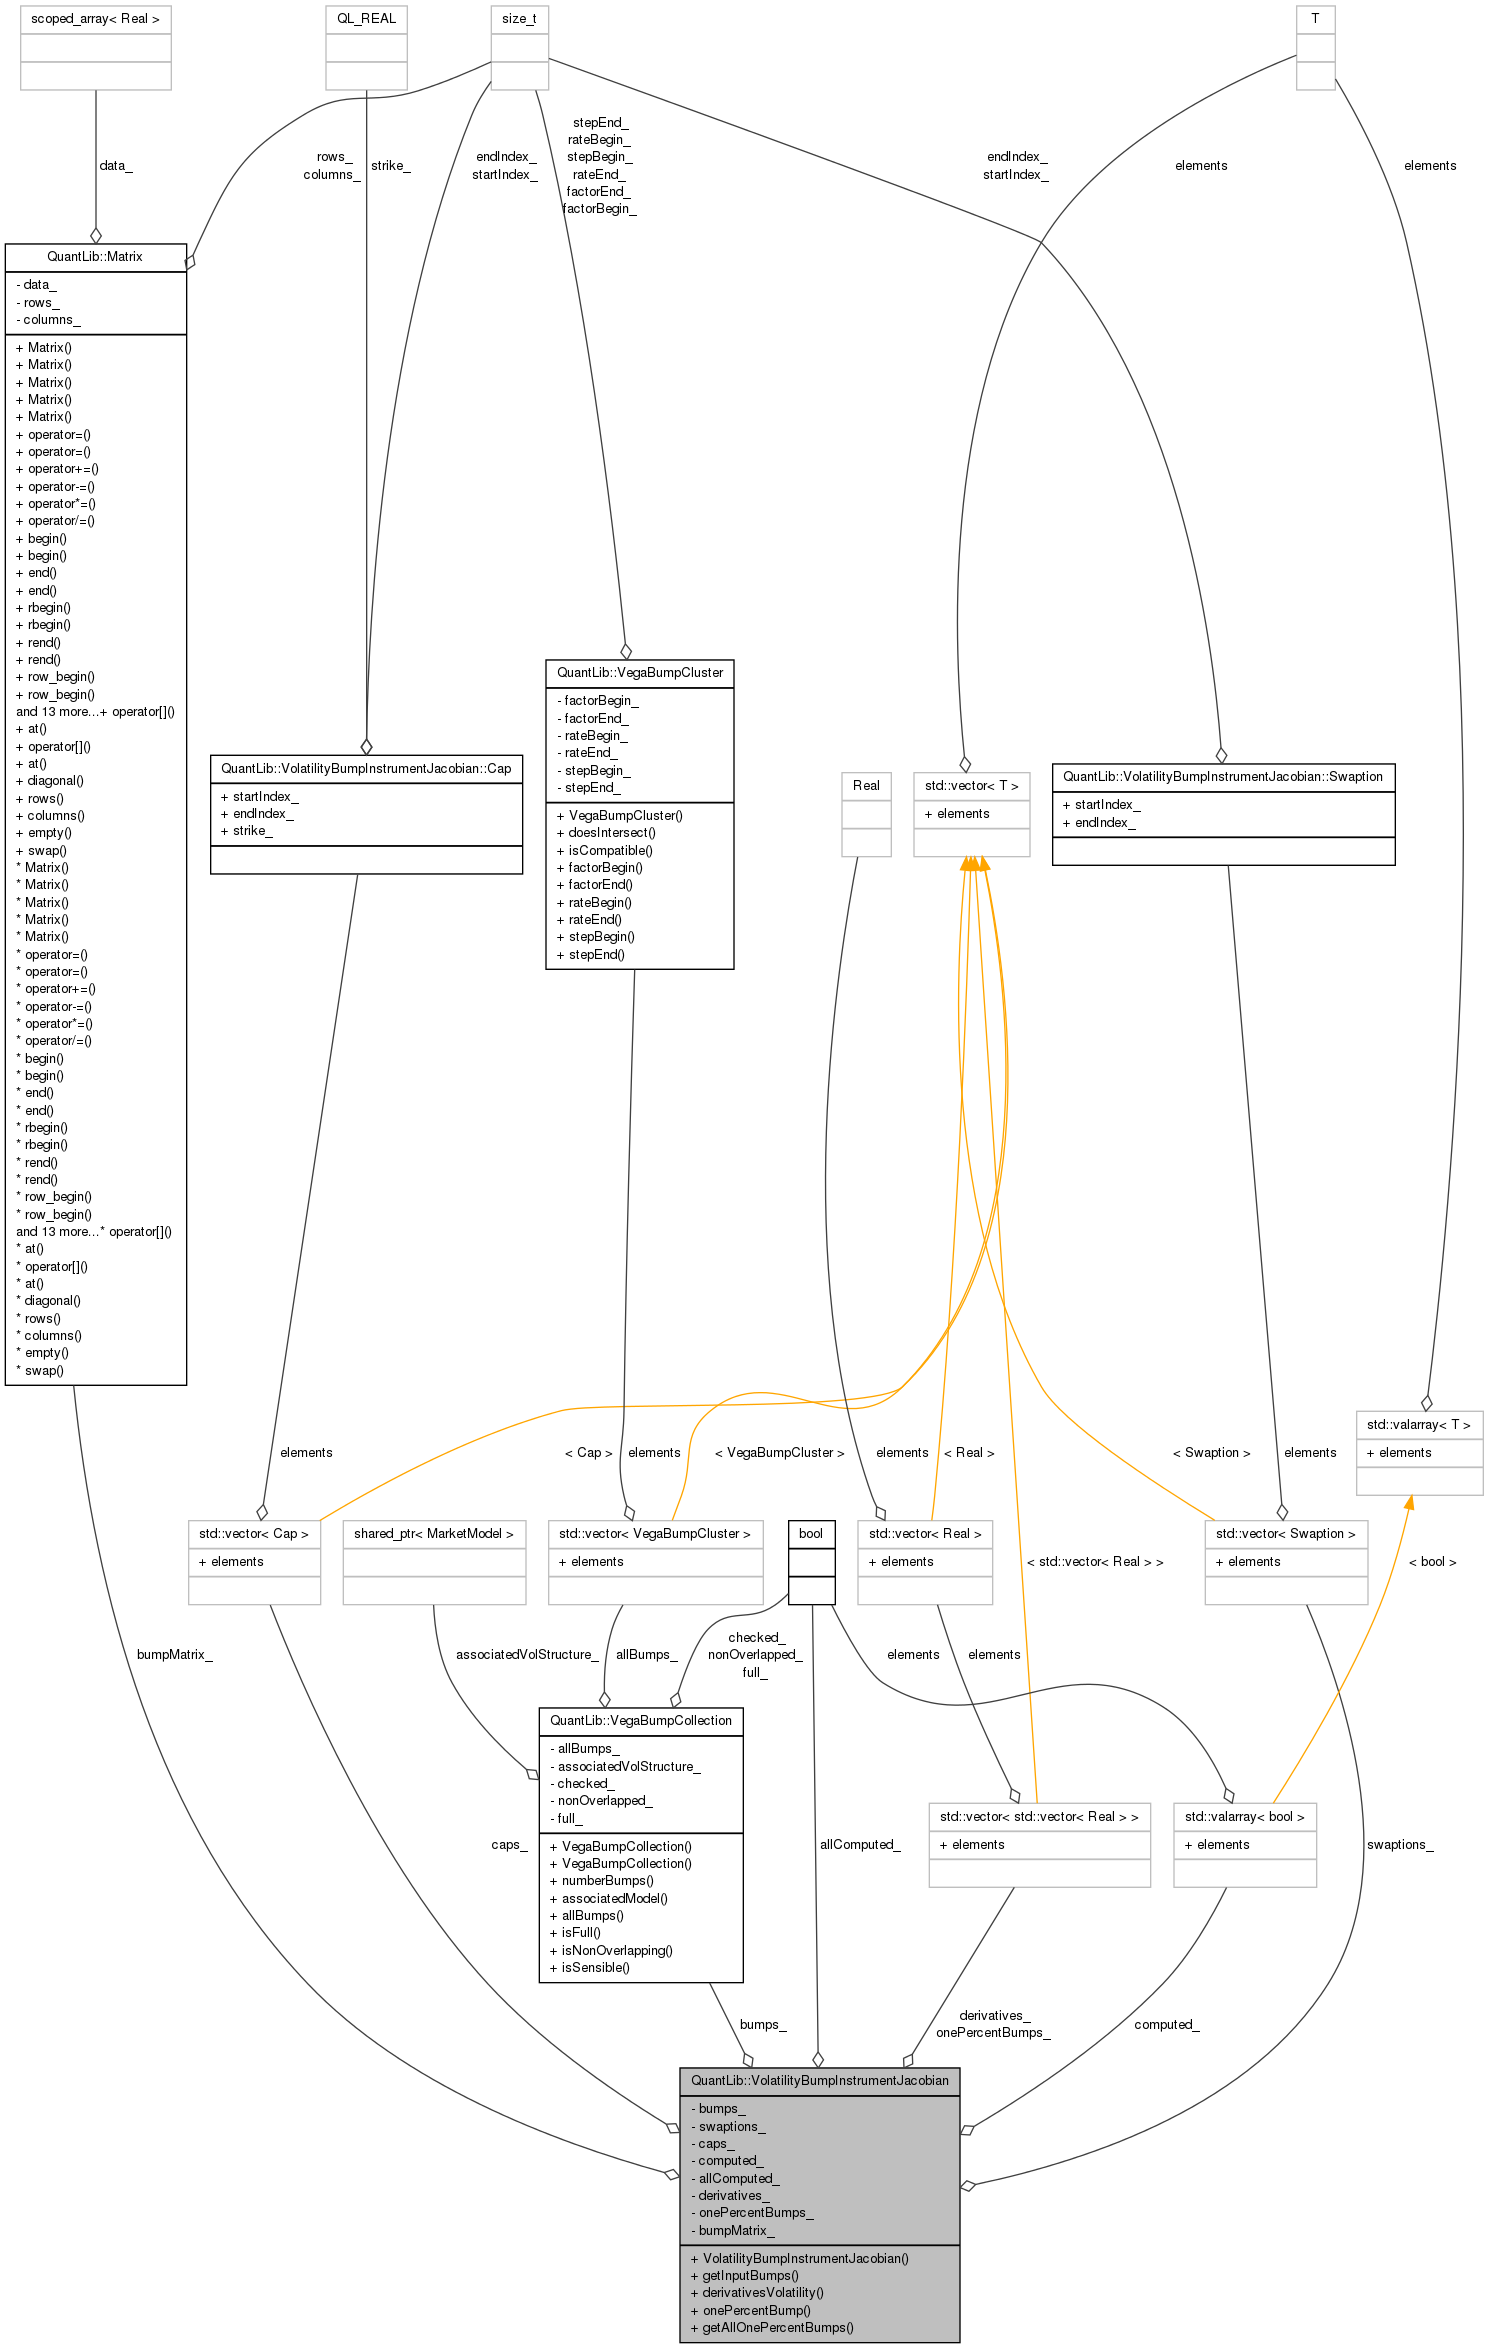 scoped_array< Real >
QL_REAL
size_t
T
data_
rows_
columns_
strike_
endIndex_
startIndex_
stepEnd_
rateBegin_
stepBegin_
rateEnd_
factorEnd_
factorBegin_
endIndex_
startIndex_
elements
elements
QuantLib::Matrix
- data_
- rows_
- columns_
+ Matrix()
+ Matrix()
+ Matrix()
+ Matrix()
+ Matrix()
+ operator=()
+ operator=()
+ operator+=()
+ operator-=()
+ operator*=()
+ operator/=()
+ begin()
+ begin()
+ end()
+ end()
+ rbegin()
+ rbegin()
+ rend()
+ rend()
+ row_begin()
+ row_begin()
and 13 more...+ operator[]()
+ at()
+ operator[]()
+ at()
+ diagonal()
+ rows()
+ columns()
+ empty()
+ swap()
* Matrix()
* Matrix()
* Matrix()
* Matrix()
* Matrix()
* operator=()
* operator=()
* operator+=()
* operator-=()
* operator*=()
* operator/=()
* begin()
* begin()
* end()
* end()
* rbegin()
* rbegin()
* rend()
* rend()
* row_begin()
* row_begin()
and 13 more...* operator[]()
* at()
* operator[]()
* at()
* diagonal()
* rows()
* columns()
* empty()
* swap()
QuantLib::VolatilityBumpInstrumentJacobian::Cap
+ startIndex_
+ endIndex_
+ strike_
QuantLib::VegaBumpCluster
- factorBegin_
- factorEnd_
- rateBegin_
- rateEnd_
- stepBegin_
- stepEnd_
+ VegaBumpCluster()
+ doesIntersect()
+ isCompatible()
+ factorBegin()
+ factorEnd()
+ rateBegin()
+ rateEnd()
+ stepBegin()
+ stepEnd()
Real
std::vector< T >
+ elements
QuantLib::VolatilityBumpInstrumentJacobian::Swaption
+ startIndex_
+ endIndex_
elements
< Cap >
elements
< VegaBumpCluster >
elements
< Real >
< Swaption >
elements
std::valarray< T >
+ elements
std::vector< Cap >
+ elements
shared_ptr< MarketModel >
std::vector< VegaBumpCluster >
+ elements
bool
std::vector< Real >
+ elements
< std::vector< Real > >
std::vector< Swaption >
+ elements
< bool >
bumpMatrix_
associatedVolStructure_
allBumps_
checked_
nonOverlapped_
full_
elements
elements
QuantLib::VegaBumpCollection
- allBumps_
- associatedVolStructure_
- checked_
- nonOverlapped_
- full_
+ VegaBumpCollection()
+ VegaBumpCollection()
+ numberBumps()
+ associatedModel()
+ allBumps()
+ isFull()
+ isNonOverlapping()
+ isSensible()
caps_
allComputed_
std::vector< std::vector< Real > >
+ elements
std::valarray< bool >
+ elements
swaptions_
bumps_
derivatives_
onePercentBumps_
computed_
QuantLib::VolatilityBumpInstrumentJacobian
- bumps_
- swaptions_
- caps_
- computed_
- allComputed_
- derivatives_
- onePercentBumps_
- bumpMatrix_
+ VolatilityBumpInstrumentJacobian()
+ getInputBumps()
+ derivativesVolatility()
+ onePercentBump()
+ getAllOnePercentBumps()